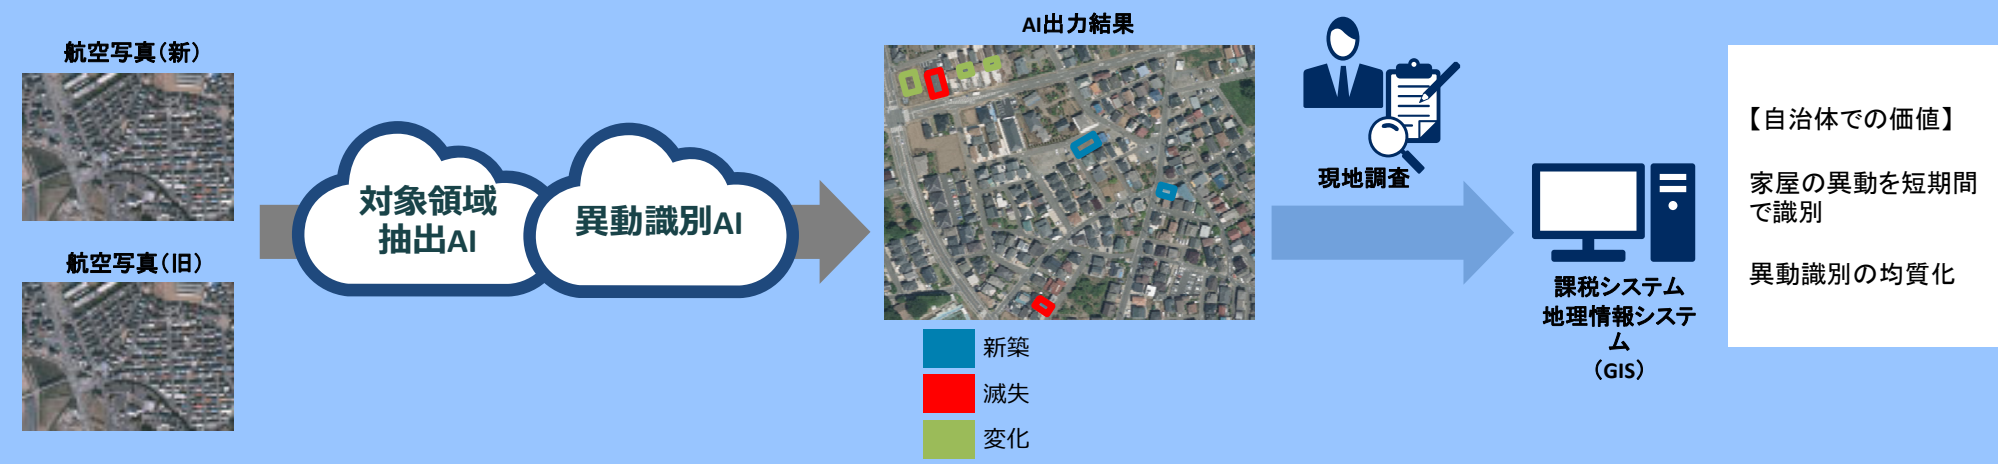 航空写真（新）
航空写真（旧）
対象領域
抽出AI
異動識別AI
AI出力結果
新築
滅失
変化
現地調査
課税システム
地理情報システ
ム
（GIS）
【自治体での価値】
家屋の異動を短期間
で識別
異動識別の均質化